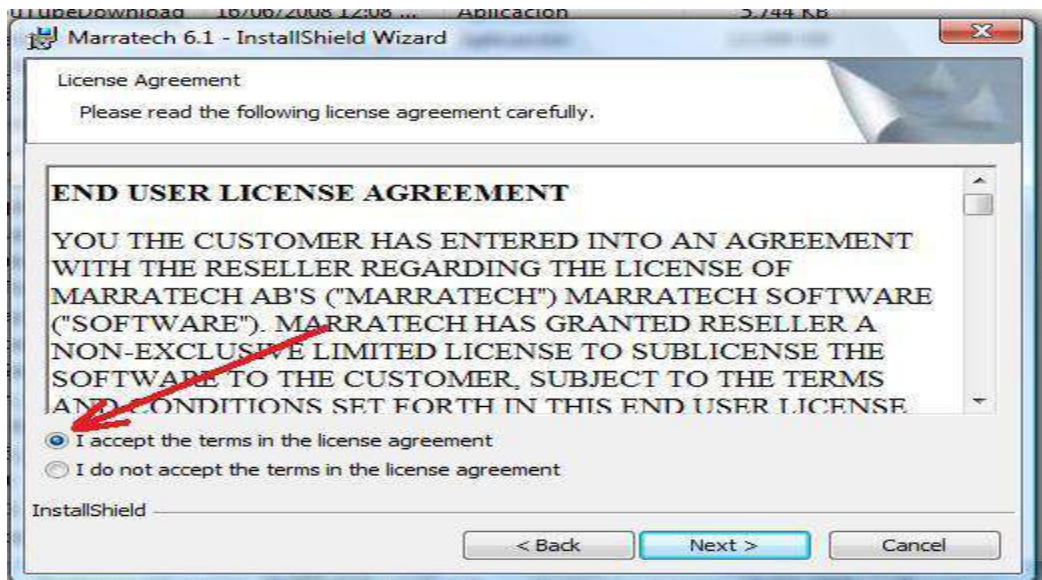 uTubeDownload 16/06/2008 12:08 ... Aplicación 5.744 KB
Marratech 6.1 - InstallShield Wizard
License Agreement
Please read the following license agreement carefully.
END USER LICENSE AGREEMENT
YOU THE CUSTOMER HAS ENTERED INTO AN AGREEMENT
WITH THE RESELLER REGARDING THE LICENSE OF
MARRATECH AB'S ("MARRATECH") MARRATECH SOFTWARE
("SOFTWARE"). MARRATECH HAS GRANTED RESELLER A
NON-EXCLUSIVE LIMITED LICENSE TO SUBLICENSE THE
SOFTWARE TO THE CUSTOMER, SUBJECT TO THE TERMS
AND CONDITIONS SET FORTH IN THIS END USER LICENSE
I accept the terms in the license agreement
I do not accept the terms in the license agreement
InstallShield
< Back Next > Cancel